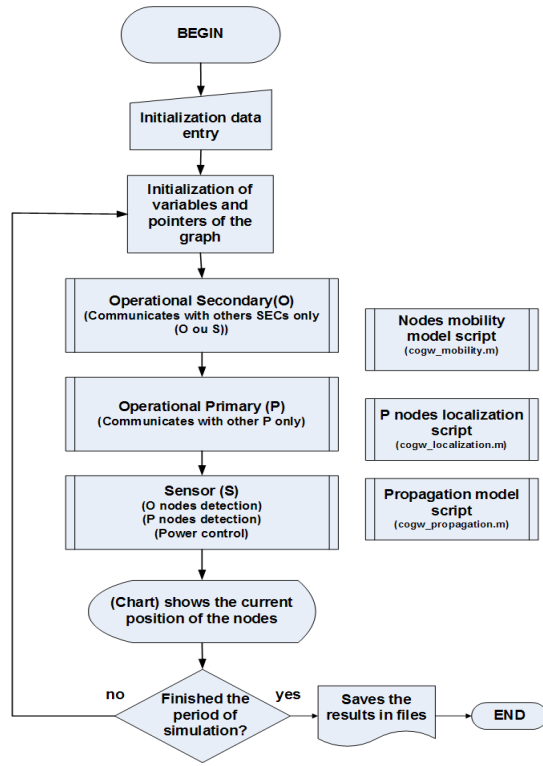 BEGIN
Initialization data
entry
Initialization of
variables and
pointers of the
graph
Operational Secondary(O)
(Communicates with others SECs only
(O ou S))
Operational Primary (P)
(Communicates with other P only)
Sensor (S)
(O nodes detection)
(P nodes detection)
(Power control)
Nodes mobility
model script
(cogw_mobility.m)
P nodes localization
script
(cogw_localization.m)
Propagation model
script
(cogw_propagation.m)
(Chart) shows the current
position of the nodes
no
Finished the
period of
simulation?
yes
Saves the
results in files
END